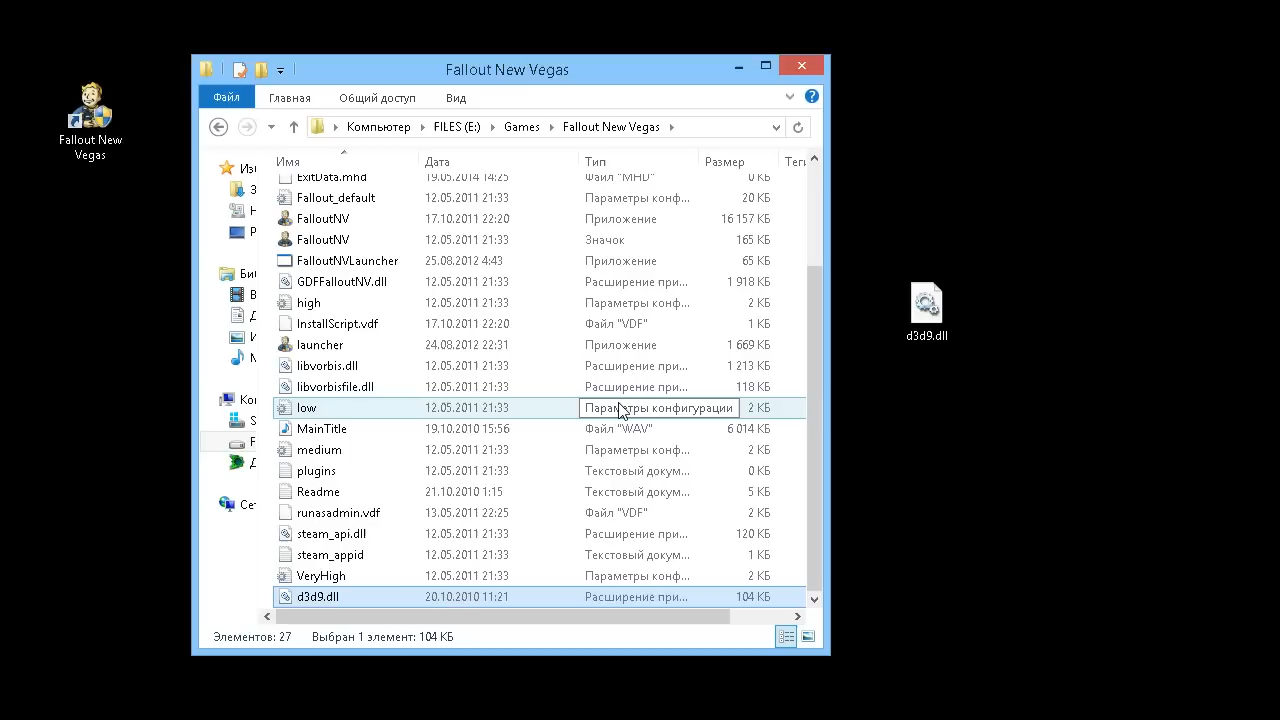 Fallout New
Vegas
Fallout New Vegas
Файл Главная Общий доступ Вид
Компьютер FILES (E:) Games Fallout New Vegas
Имя Дата Тип Размер Теги
ExitData.mhd 19.05.2014 14:25 Файл "MHD" 0 КБ
Fallout_default 12.05.2011 21:33 Параметры конф... 20 КБ
FalloutNV 17.10.2011 22:20 Приложение 16 157 КБ
FalloutNV 12.05.2011 21:33 Значок 165 КБ
FalloutNVLauncher 25.08.2012 4:43 Приложение 65 КБ
GDFFalloutNV.dll 12.05.2011 21:33 Расширение при... 1 918 КБ
high 12.05.2011 21:33 Параметры конф... 2 КБ
InstallScript.vdf 17.10.2011 22:20 Файл "VDF" 1 КБ
launcher 24.08.2012 22:31 Приложение 1 669 КБ
libvorbis.dll 12.05.2011 21:33 Расширение при... 1 213 КБ
libvorbisfile.dll 12.05.2011 21:33 Расширение при... 118 КБ
low 12.05.2011 21:33 Параметры конфигурации 2 КБ
MainTitle 19.10.2010 15:56 Файл "WAV" 6 014 КБ
medium 12.05.2011 21:33 Параметры конф... 2 КБ
plugins 12.05.2011 21:33 Текстовый докум... 0 КБ
Readme 21.10.2010 1:15 Текстовый докум... 5 КБ
runasadmin.vdf 13.05.2011 22:25 Файл "VDF" 2 КБ
steam_api.dll 12.05.2011 21:33 Расширение при... 120 КБ
steam_appid 12.05.2011 21:33 Текстовый докум... 1 КБ
VeryHigh 12.05.2011 21:33 Параметры конф... 2 КБ
d3d9.dll 20.10.2010 11:21 Расширение при... 104 КБ
Элементов: 27 Выбран 1 элемент: 104 КБ
d3d9.dll